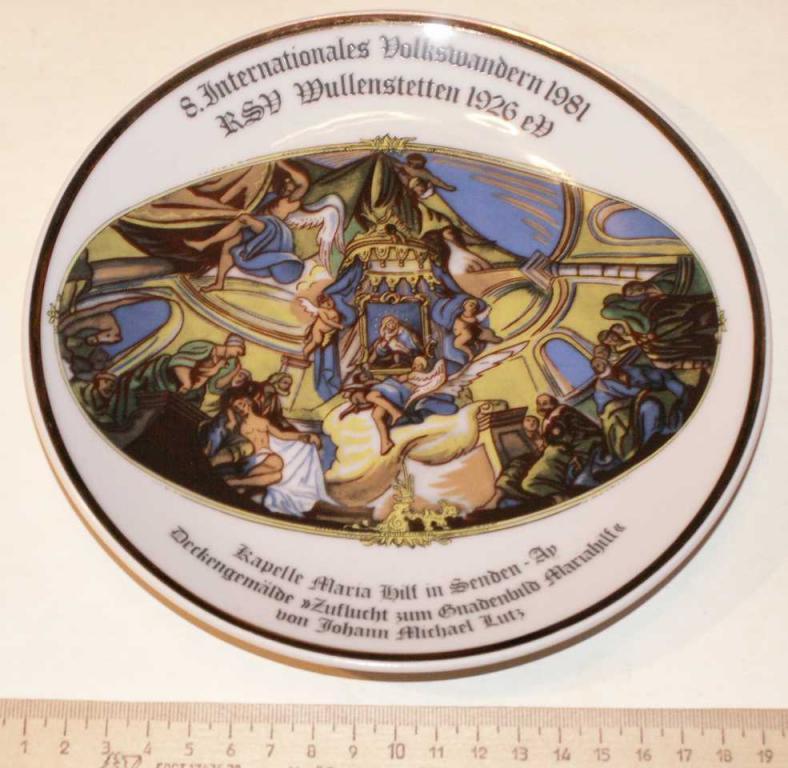 8. Internationales Volkswandern 1981
RSV Wullenstetten 1926 eV
Kapelle Maria Hilf in Senden-Ay
Deckengemälde »Zuflucht zum Gnadenbild Mariahilf«
von Johann Michael Lutz
1 2 3 4 5 6 7 8 9 10 11 12 13 14 15 16 17 18 19